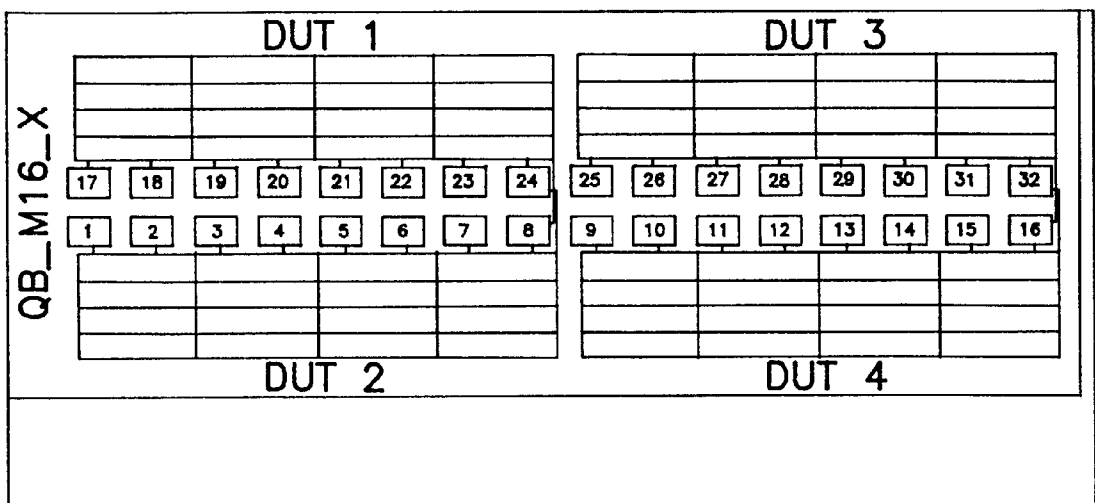 DUT 1 DUT 3
QB_M16_X
17 18 19 20 21 22 23 24 25 26 27 28 29 30 31 32
1 2 3 4 5 6 7 8 9 10 11 12 13 14 15 16
DUT 2 DUT 4